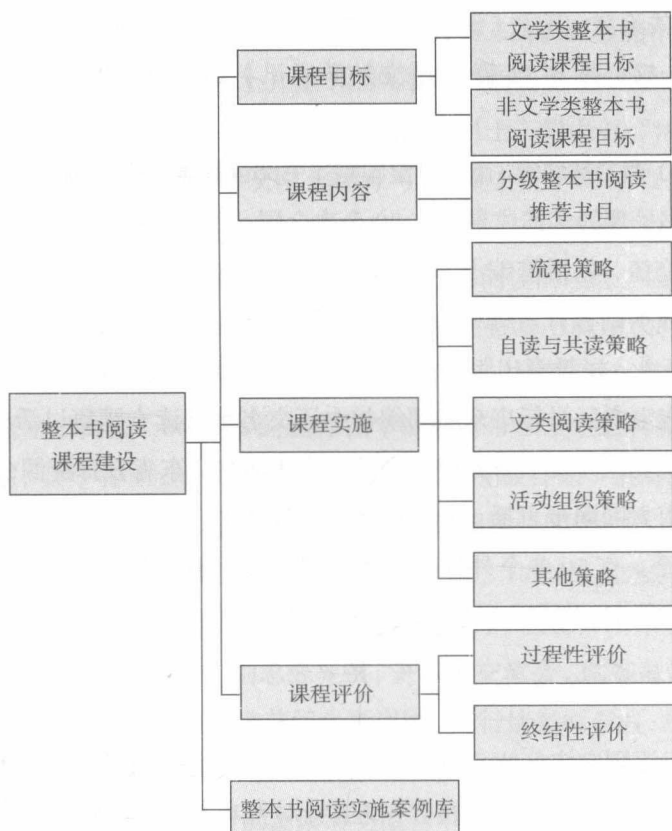 文学类整本书
阅读课程目标
课程目标
非文学类整本书
阅读课程目标
课程内容
分级整本书阅读
推荐书目
流程策略
自读与共读策略
整本书阅读
课程建设
课程实施
文类阅读策略
活动组织策略
其他策略
过程性评价
课程评价
终结性评价
整本书阅读实施案例库